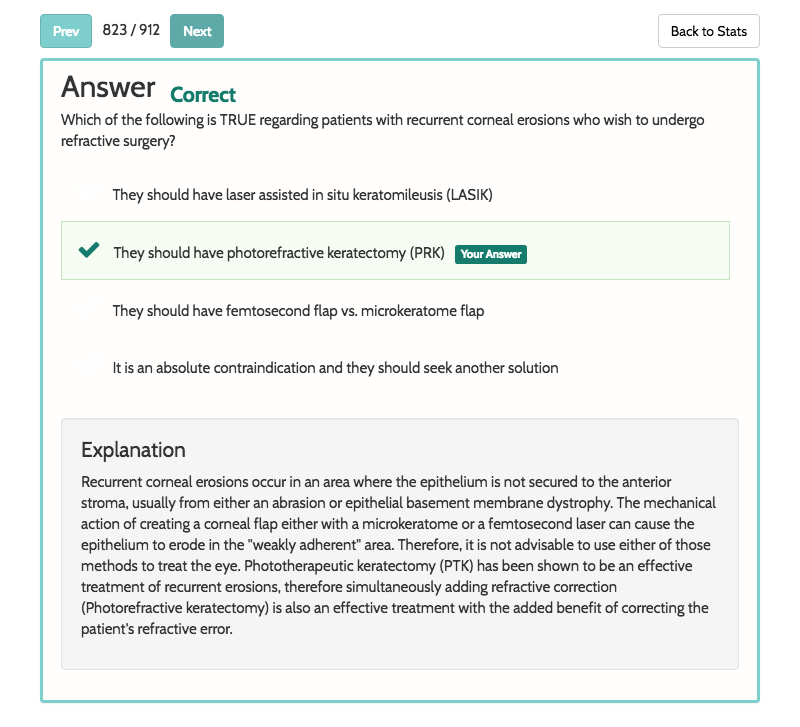 Prev 823 / 912 Next Back to Stats
Answer Correct
Which of the following is TRUE regarding patients with recurrent corneal erosions who wish to undergo
refractive surgery?
They should have laser assisted in situ keratomileusis (LASIK)
They should have photorefractive keratectomy (PRK) Your Answer
They should have femtosecond flap vs. microkeratome flap
It is an absolute contraindication and they should seek another solution
Explanation
Recurrent corneal erosions occur in an area where the epithelium is not secured to the anterior
stroma, usually from either an abrasion or epithelial basement membrane dystrophy. The mechanical
action of creating a corneal flap either with a microkeratome or a femtosecond laser can cause the
epithelium to erode in the "weakly adherent" area. Therefore, it is not advisable to use either of those
methods to treat the eye. Phototherapeutic keratectomy (PTK) has been shown to be an effective
treatment of recurrent erosions, therefore simultaneously adding refractive correction
(Photorefractive keratectomy) is also an effective treatment with the added benefit of correcting the
patient's refractive error.